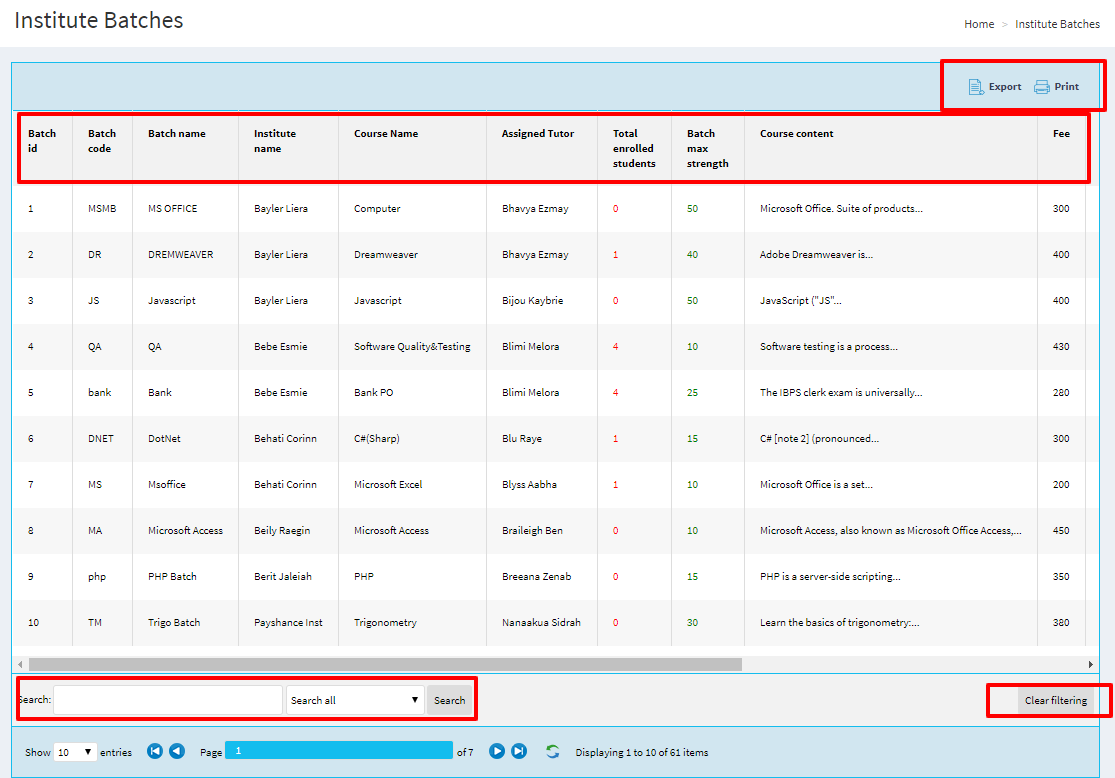 Institute Batches
Home > Institute Batches
Export Print
Batch id Batch code Batch name Institute name Course Name Assigned Tutor Total enrolled students Batch max strength Course content Fee
1 MSMB MS OFFICE Bayler Liera Computer Bhavya Ezmay 0 50 Microsoft Office. Suite of products... 300
2 DR DREMWEAVER Bayler Liera Dreamweaver Bhavya Ezmay 1 40 Adobe Dreamweaver is... 400
3 JS Javascript Bayler Liera Javascript Bijou Kaybrie 0 50 JavaScript ("JS"... 400
4 QA QA Bebe Esmie Software Quality&Testing Blimi Melora 4 10 Software testing is a process... 430
5 bank Bank Bebe Esmie Bank PO Blimi Melora 4 25 The IBPS clerk exam is universally... 280
6 DNET DotNet Behati Corinn C#(Sharp) Blu Raye 1 15 C# [note 2] (pronounced... 300
7 MS Msoffice Behati Corinn Microsoft Excel Blyss Aabha 1 10 Microsoft Office is a set... 200
8 MA Microsoft Access Beily Raegin Microsoft Access Braileigh Ben 0 10 Microsoft Access, also known as Microsoft Office Access,... 450
9 php PHP Batch Berit Jaleiah PHP Breeana Zenab 0 15 PHP is a server-side scripting... 350
10 TM Trigo Batch Payshance Inst Trigonometry Nanaakua Sidrah 0 30 Learn the basics of trigonometry:... 380
Search: Search all Search Clear filtering
Show 10 entries Page 1 of 7 Displaying 1 to 10 of 61 items